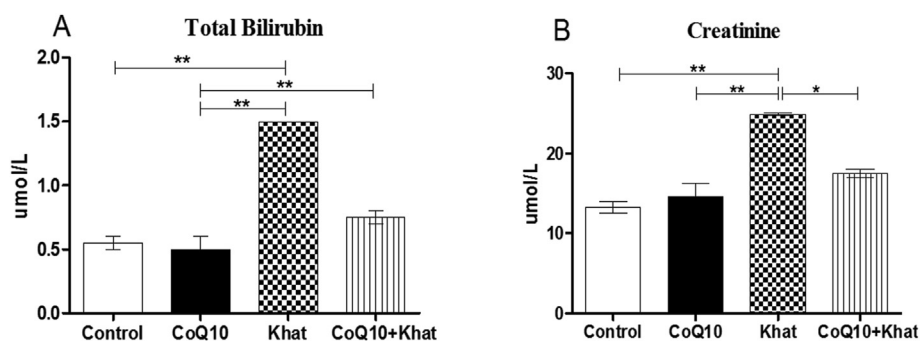 A
Total Bilirubin
umol/L
2.0
1.5
1.0
0.5
0.0
**
**
**
Control CoQ10 Khat CoQ10+Khat
B
Creatinine
umol/L
30
20
10
0
**
** *
Control CoQ10 Khat CoQ10+Khat